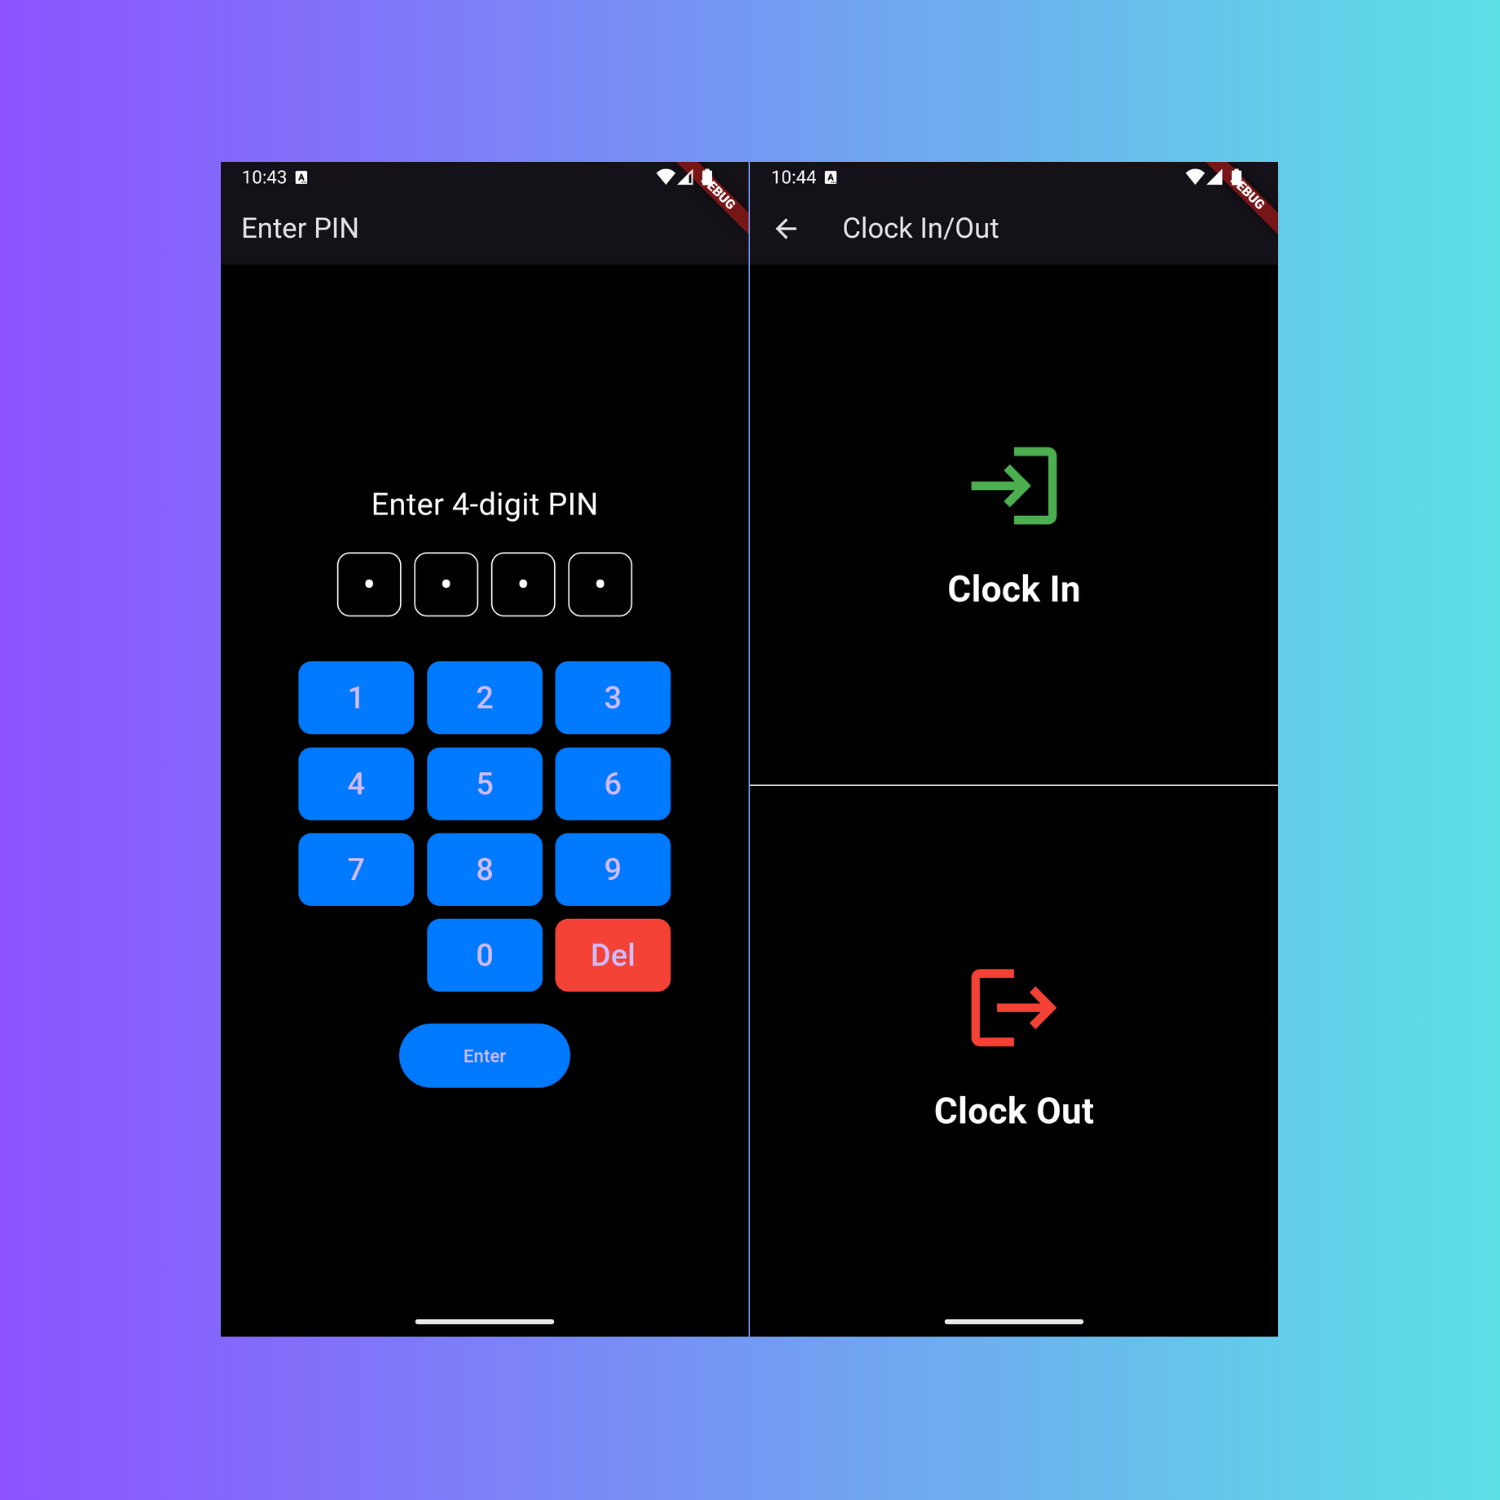 10:43
EBUG
Enter PIN
Enter 4-digit PIN
1 2 3
4 5 6
7 8 9
0 Del
Enter
10:44
EBUG
Clock In/Out
Clock In
Clock Out